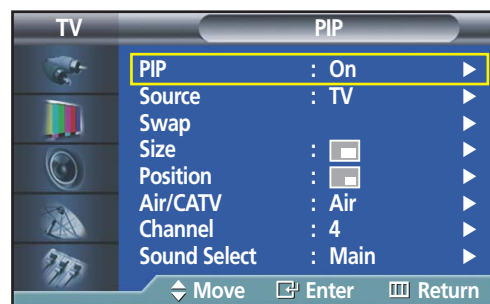 TV PIP
PIP : On
Source : TV
Swap
Size :
Position :
Air/CATV : Air
Channel : 4
Sound Select : Main
Move Enter Return